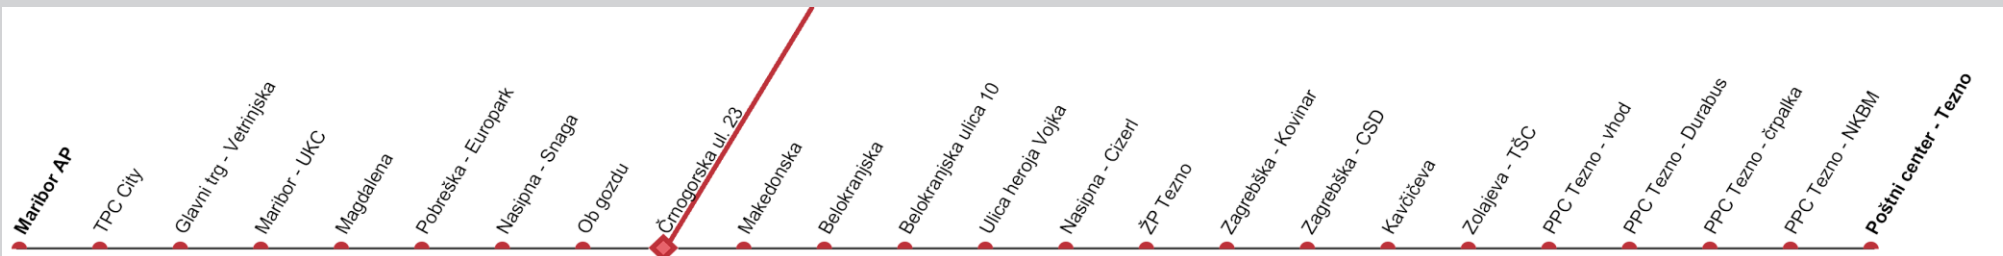 Maribor AP
TPC City
Glavni trg - Vetrinjska
Maribor - UKC
Magdalena
Pobreška - Europark
Nasipna - Snaga
Ob gozdu
Črnogorska ul. 23
Makedonska
Belokranjska
Belokranjska ulica 10
Ulica heroja Vojka
Nasipna - Cizerl
ŽP Tezno
Zagrebška - Kovinar
Zagrebška - CSD
Kavčičeva
Zolajeva - TŠC
PPC Tezno - vhod
PPC Tezno - Durabus
PPC Tezno - črpalka
PPC Tezno - NKBM
Poštni center - Tezno